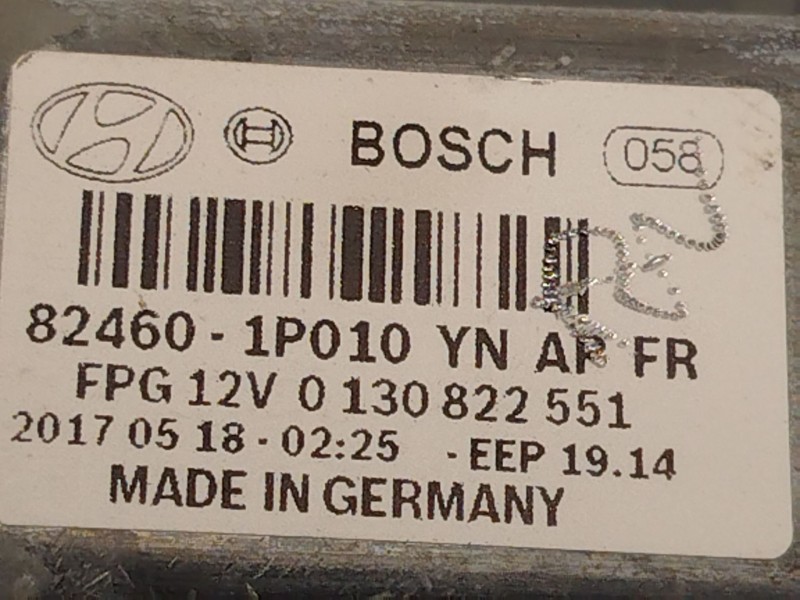 BOSCH 058
82460-1P010 YN AP FR
FPG 12V 0 130 822 551
2017 05 18 - 02:25 - EEP 19.14
MADE IN GERMANY